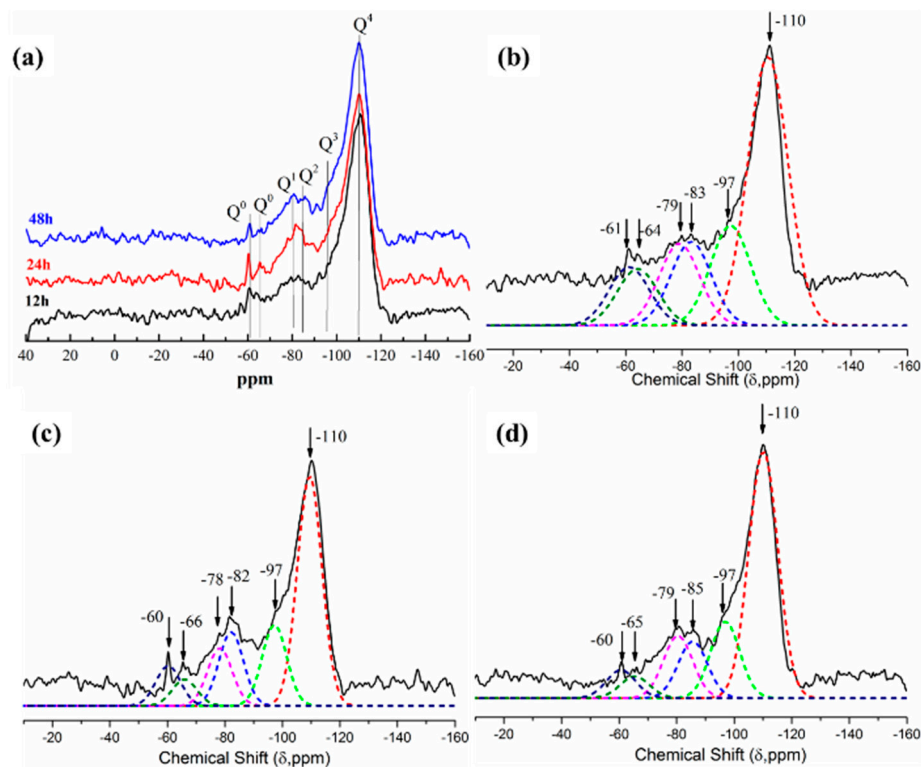 (a)
Q⁴
Q³
Q¹
Q²
Q⁰
Q⁰
48h
24h
12h
40 20 0 -20 -40 -60 -80 -100 -120 -140 -160
ppm
(b)
-110
-97
-83
-79
-61
-64
-20 -40 -60 -80 -100 -120 -140 -160
Chemical Shift (δ,ppm)
(c)
-110
-97
-78
-82
-60
-66
-20 -40 -60 -80 -100 -120 -140 -160
Chemical Shift (δ,ppm)
(d)
-110
-97
-79
-85
-65
-60
-20 -40 -60 -80 -100 -120 -140 -160
Chemical Shift (δ,ppm)